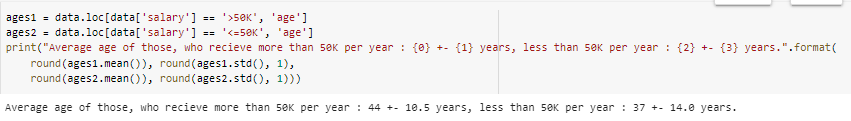 ages1 = data.loc[data['salary'] == '>50K', 'age']
ages2 = data.loc[data['salary'] == '<=50K', 'age']
print("Average age of those, who recieve more than 50K per year : {0} +- {1} years, less than 50K per year : {2} +- {3} years.".format(
    round(ages1.mean()), round(ages1.std(), 1),
    round(ages2.mean()), round(ages2.std(), 1)))
Average age of those, who recieve more than 50K per year : 44 +- 10.5 years, less than 50K per year : 37 +- 14.0 years.